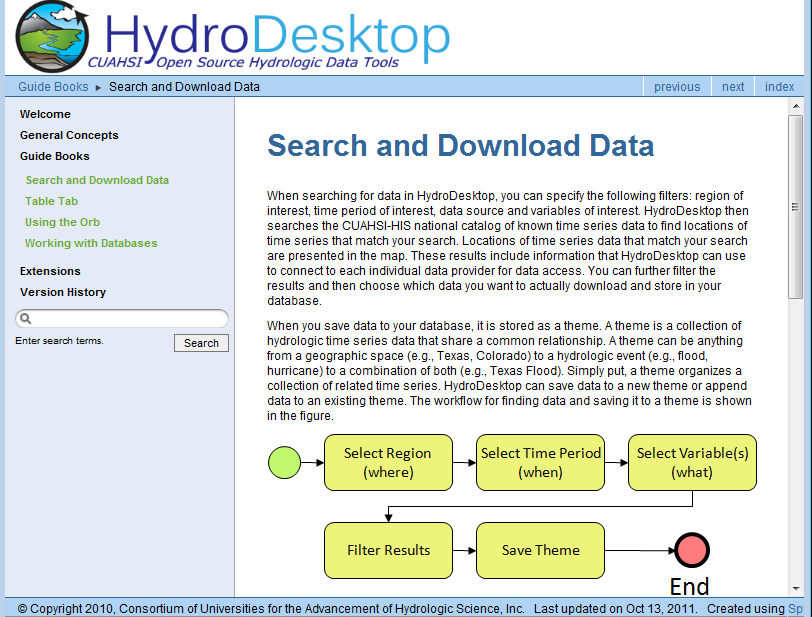 HydroDesktop
CUAHSI Open Source Hydrologic Data Tools
Guide Books ▸ Search and Download Data
previous next index
Welcome
General Concepts
Guide Books
Search and Download Data
Table Tab
Using the Orb
Working with Databases
Extensions
Version History
Enter search terms.
Search
Search and Download Data
When searching for data in HydroDesktop, you can specify the following filters: region of
interest, time period of interest, data source and variables of interest. HydroDesktop then
searches the CUAHSI-HIS national catalog of known time series data to find locations of
time series that match your search. Locations of time series data that match your search
are presented in the map. These results include information that HydroDesktop can use
to connect to each individual data provider for data access. You can further filter the
results and then choose which data you want to actually download and store in your
database.
When you save data to your database, it is stored as a theme. A theme is a collection of
hydrologic time series data that share a common relationship. A theme can be anything
from a geographic space (e.g., Texas, Colorado) to a hydrologic event (e.g., flood,
hurricane) to a combination of both (e.g., Texas Flood). Simply put, a theme organizes a
collection of related time series. HydroDesktop can save data to a new theme or append
data to an existing theme. The workflow for finding data and saving it to a theme is shown
in the figure.
Select Region
(where)
Select Time Period
(when)
Select Variable(s)
(what)
Filter Results
Save Theme
End
© Copyright 2010, Consortium of Universities for the Advancement of Hydrologic Science, Inc. Last updated on Oct 13, 2011. Created using Sp